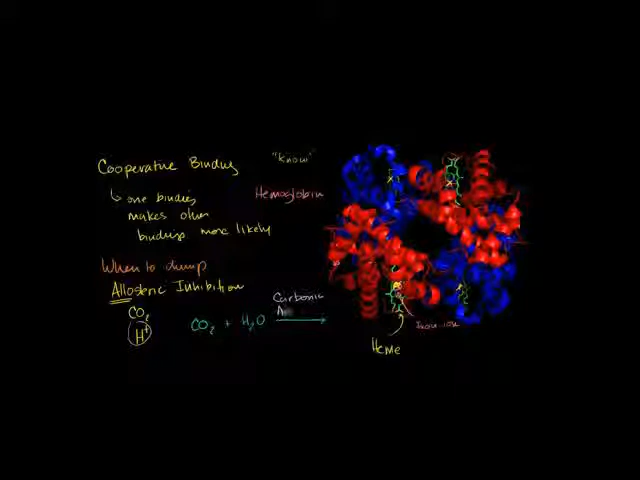 Cooperative Binding
"know"
Hemoglobin
one binding
makes other
bindings more likely
When to dump
Allosteric Inhibition
CO2
H+
CO2 + H2O
Carbonic
A
Iron ion
Heme